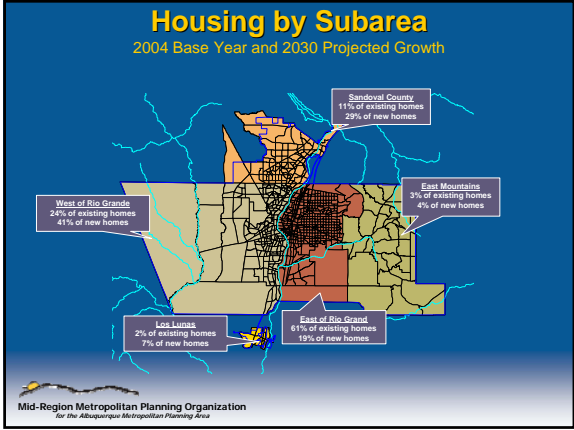 Housing by Subarea
2004 Base Year and 2030 Projected Growth
Sandoval County
11% of existing homes
29% of new homes
East Mountains
3% of existing homes
4% of new homes
West of Rio Grande
24% of existing homes
41% of new homes
Los Lunas
2% of existing homes
7% of new homes
East of Rio Grand
61% of existing homes
19% of new homes
Mid-Region Metropolitan Planning Organization
for the Albuquerque Metropolitan Planning Area